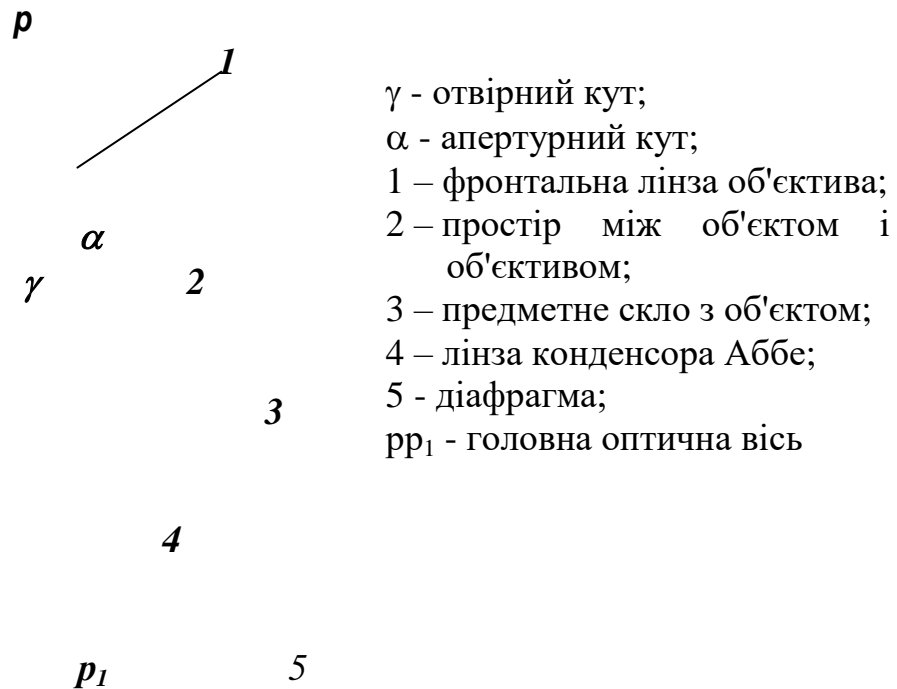 p
1
α
γ 2
3
4
p₁ 5
γ - отвірний кут;
α - апертурний кут;
1 – фронтальна лінза об'єктива;
2 – простір між об'єктом і
об'єктивом;
3 – предметне скло з об'єктом;
4 – лінза конденсора Аббе;
5 - діафрагма;
pp₁ - головна оптична вісь